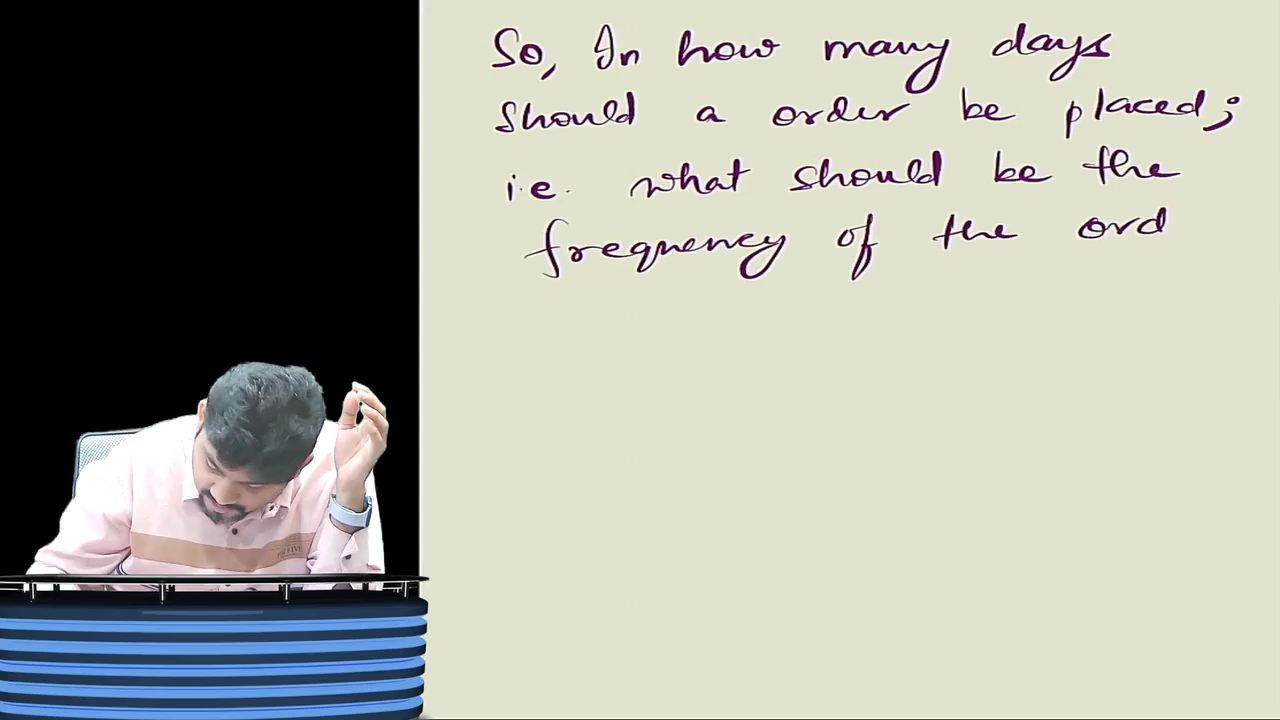 So, In how many days
should a order be placed;
i.e. what should be the
frequency of the ord